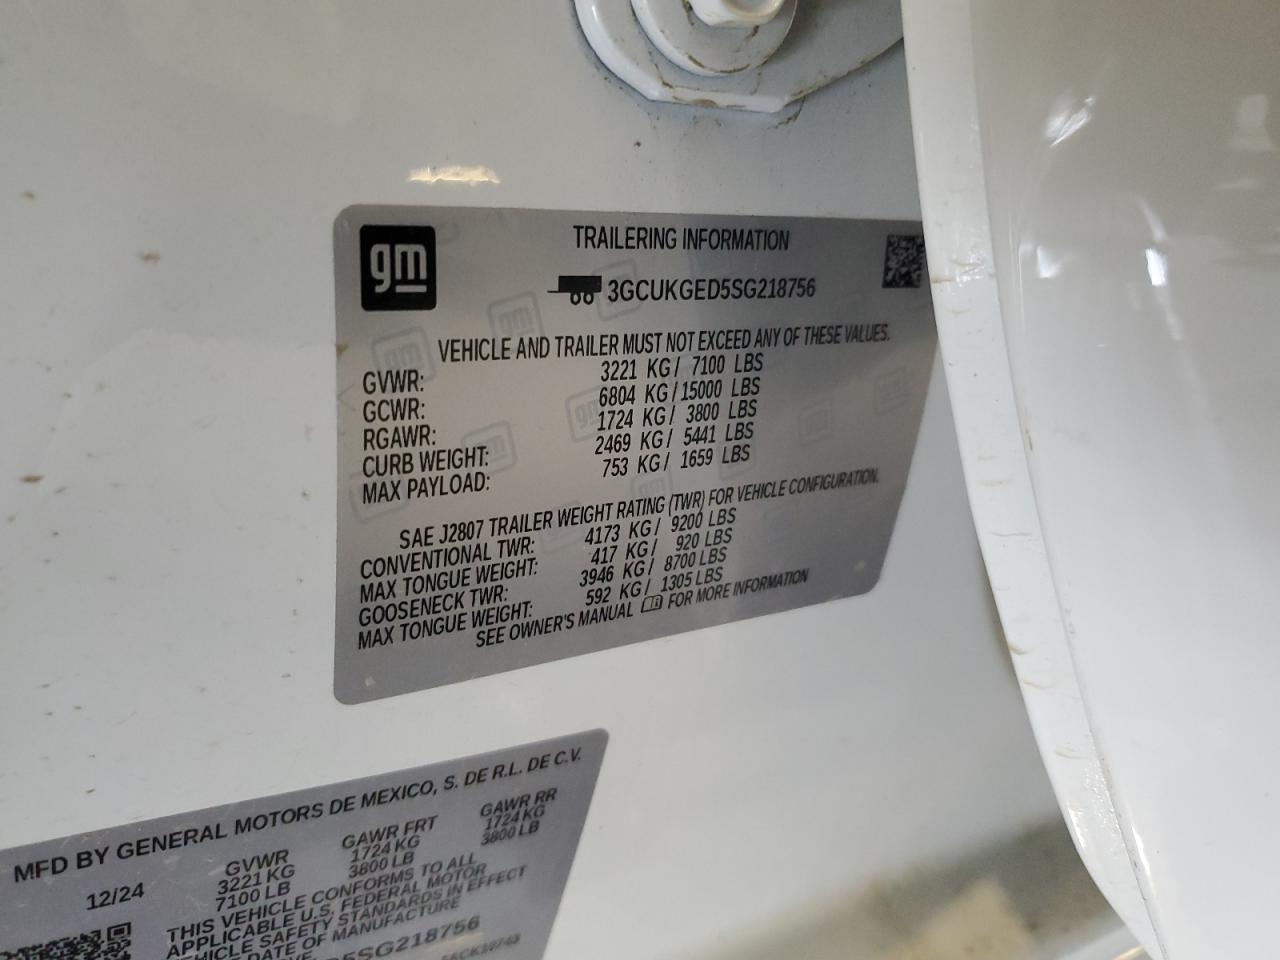 gm
TRAILERING INFORMATION
3GCUKGED5SG218756
VEHICLE AND TRAILER MUST NOT EXCEED ANY OF THESE VALUES.
GVWR: 3221 KG / 7100 LBS
GCWR: 6804 KG / 15000 LBS
RGAWR: 1724 KG / 3800 LBS
CURB WEIGHT: 2469 KG / 5441 LBS
MAX PAYLOAD: 753 KG / 1659 LBS
SAE J2807 TRAILER WEIGHT RATING (TWR) FOR VEHICLE CONFIGURATION.
CONVENTIONAL TWR: 4173 KG / 9200 LBS
MAX TONGUE WEIGHT: 417 KG / 920 LBS
GOOSENECK TWR: 3946 KG / 8700 LBS
MAX TONGUE WEIGHT: 592 KG / 1305 LBS
SEE OWNER'S MANUAL FOR MORE INFORMATION
MFD BY GENERAL MOTORS DE MEXICO, S. DE R.L. DE C.V.
12/24 GVWR GAWR FRT GAWR RR
3221 KG 1724 KG 1724 KG
7100 LB 3800 LB 3800 LB
THIS VEHICLE CONFORMS TO ALL
APPLICABLE U.S. FEDERAL MOTOR
VEHICLE SAFETY STANDARDS IN EFFECT
DATE OF MANUFACTURE
D5SG218756